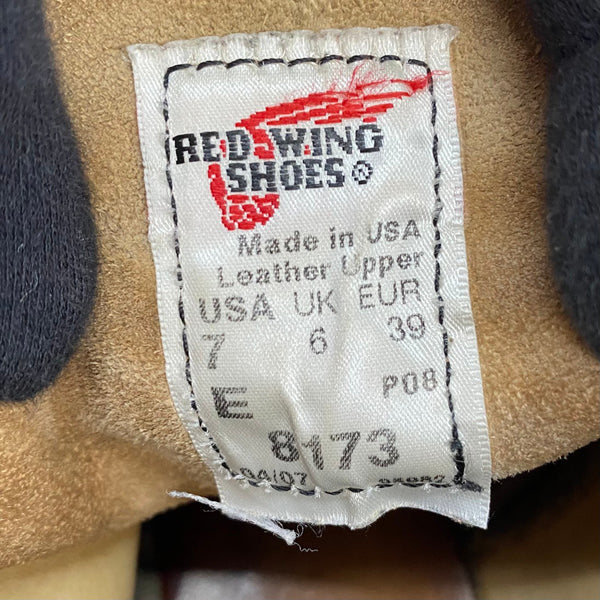 RED WING
SHOES ®
Made in USA
Leather Upper
USA UK EUR
7 6 39
E P08
8173
04/07